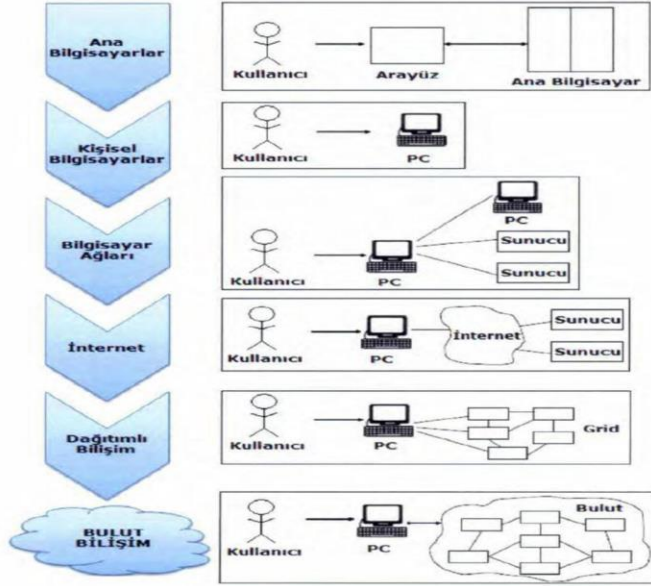 Ana
Bilgisayarlar
Kullanıcı
Arayüz
Ana Bilgisayar
Kişisel
Bilgisayarlar
Kullanıcı
PC
Bilgisayar
Ağları
Kullanıcı
PC
PC
Sunucu
Sunucu
İnternet
Kullanıcı
PC
İnternet
Sunucu
Sunucu
Dağıtımlı
Bilişim
Kullanıcı
PC
Grid
BULUT
BİLİŞİM
Kullanıcı
PC
Bulut